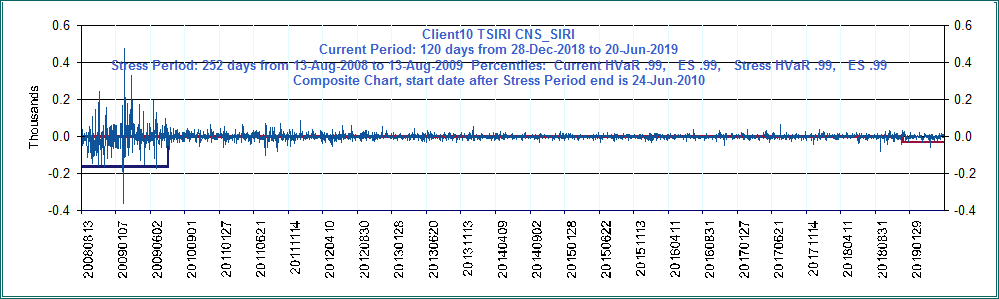 Client10 TSIRI CNS_SIRI
Current Period: 120 days from 28-Dec-2018 to 20-Jun-2019
Stress Period: 252 days from 13-Aug-2008 to 13-Aug-2009 Percentiles: Current HVaR .99, ES .99, Stress HVaR .99, ES .99
Composite Chart, start date after Stress Period end is 24-Jun-2010
Thousands
0.6 0.6
0.4 0.4
0.2 0.2
0.0 0.0
-0.2 -0.2
-0.4 -0.4
20080813 20090107 20090602 20100901 20110127 20110621 20111114 20120410 20120830 20130128 20130620 20131113 20140409 20140902 20150128 20150622 20151113 20160411 20160831 20170127 20170621 20171114 20180411 20180831 20190129